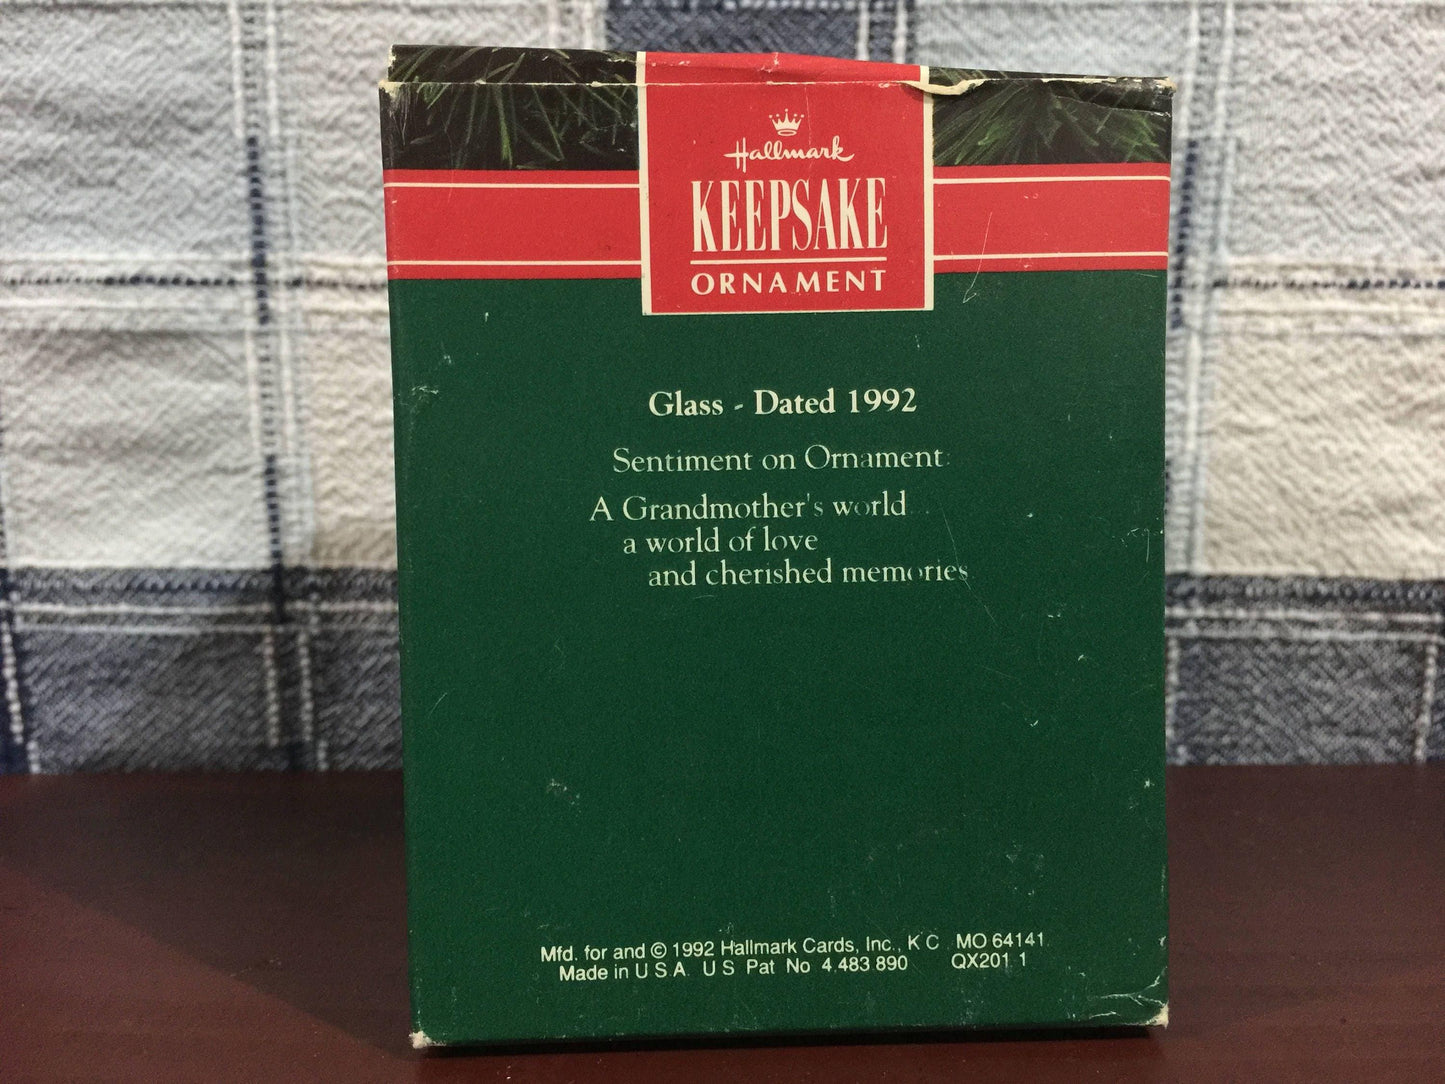 Hallmark
KEEPSAKE
ORNAMENT
Glass - Dated 1992
Sentiment on Ornament:
A Grandmother's world...
a world of love
and cherished memories
Mfd. for and © 1992 Hallmark Cards, Inc., K C MO 64141
Made in U S A U S Pat No 4 483 890 QX201 1